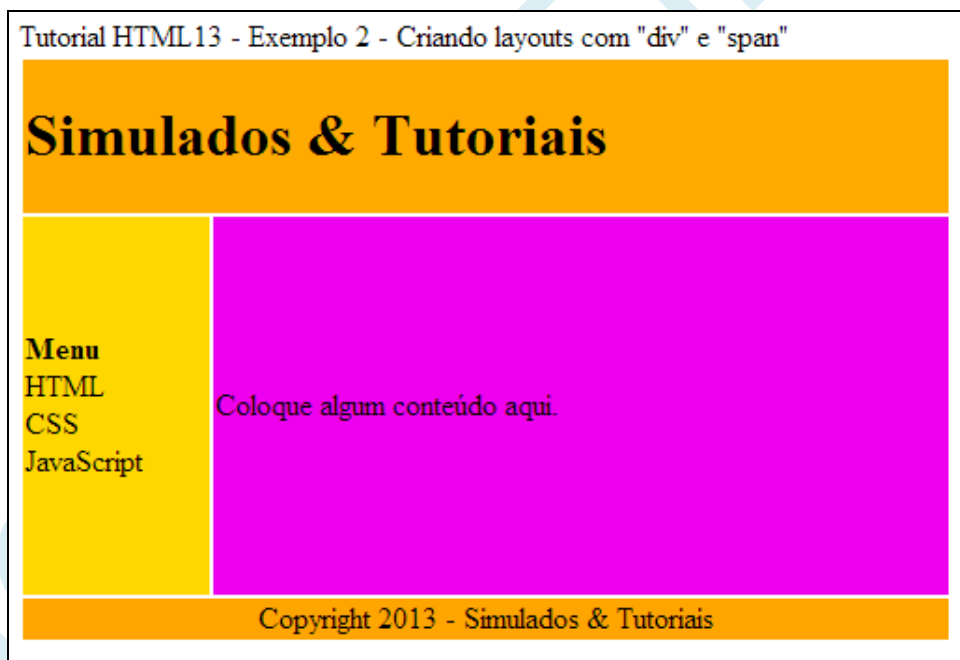 Tutorial HTML13 - Exemplo 2 - Criando layouts com "div" e "span"
Simulados & Tutoriais
Menu
HTML
CSS
JavaScript
Coloque algum conteúdo aqui.
Copyright 2013 - Simulados & Tutoriais